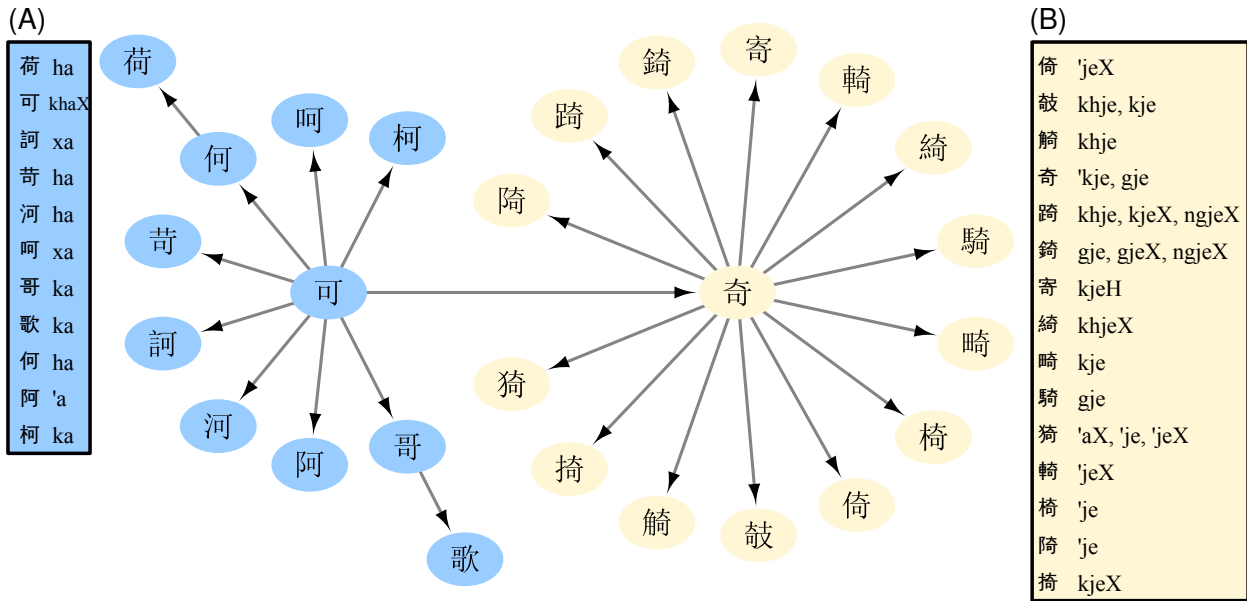 (A)
荷 ha
可 khaX
訶 xa
苛 ha
河 ha
呵 xa
哥 ka
歌 ka
何 ha
阿 'a
柯 ka
荷
何
呵
柯
苛
可
訶
河
阿
哥
歌
錡
寄
輢
踦
綺
陭
騎
奇
畸
猗
椅
掎
倚
觭
攲
(B)
倚 'jeX
攲 khje, kje
觭 khje
奇 'kje, gje
踦 khje, kjeX, ngjeX
錡 gje, gjeX, ngjeX
寄 kjeH
綺 khjeX
畸 kje
騎 gje
猗 'aX, 'je, 'jeX
輢 'jeX
椅 'je
陭 'je
掎 kjeX